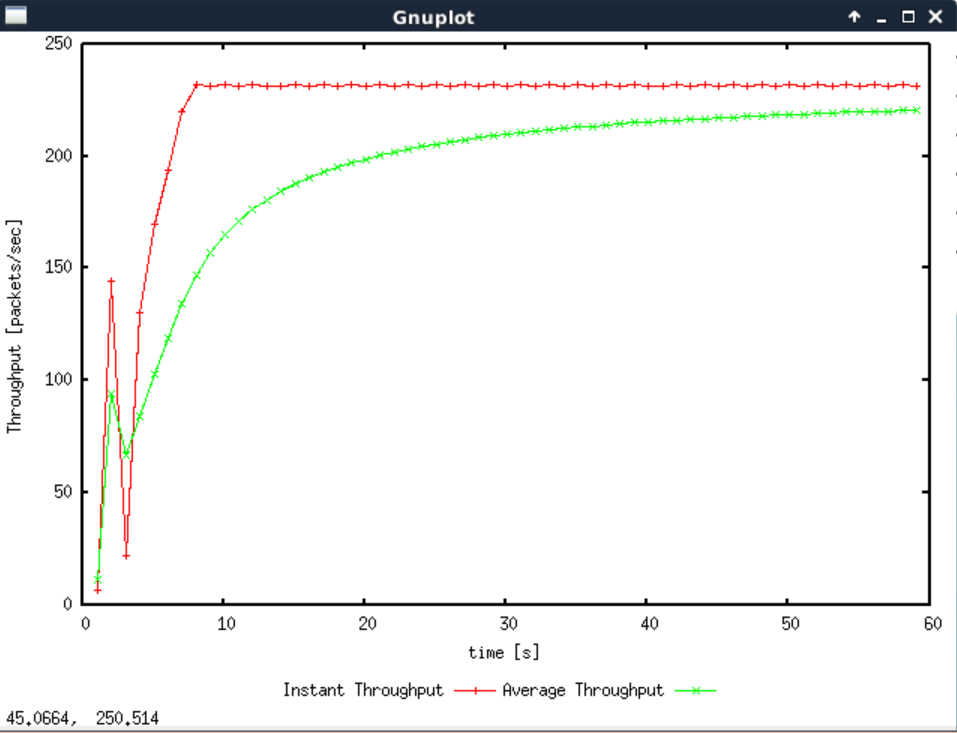 Gnuplot
250
200
150
100
50
0
Throughput [packets/sec]
0 10 20 30 40 50 60
time [s]
Instant Throughput Average Throughput
45.0664, 250.514